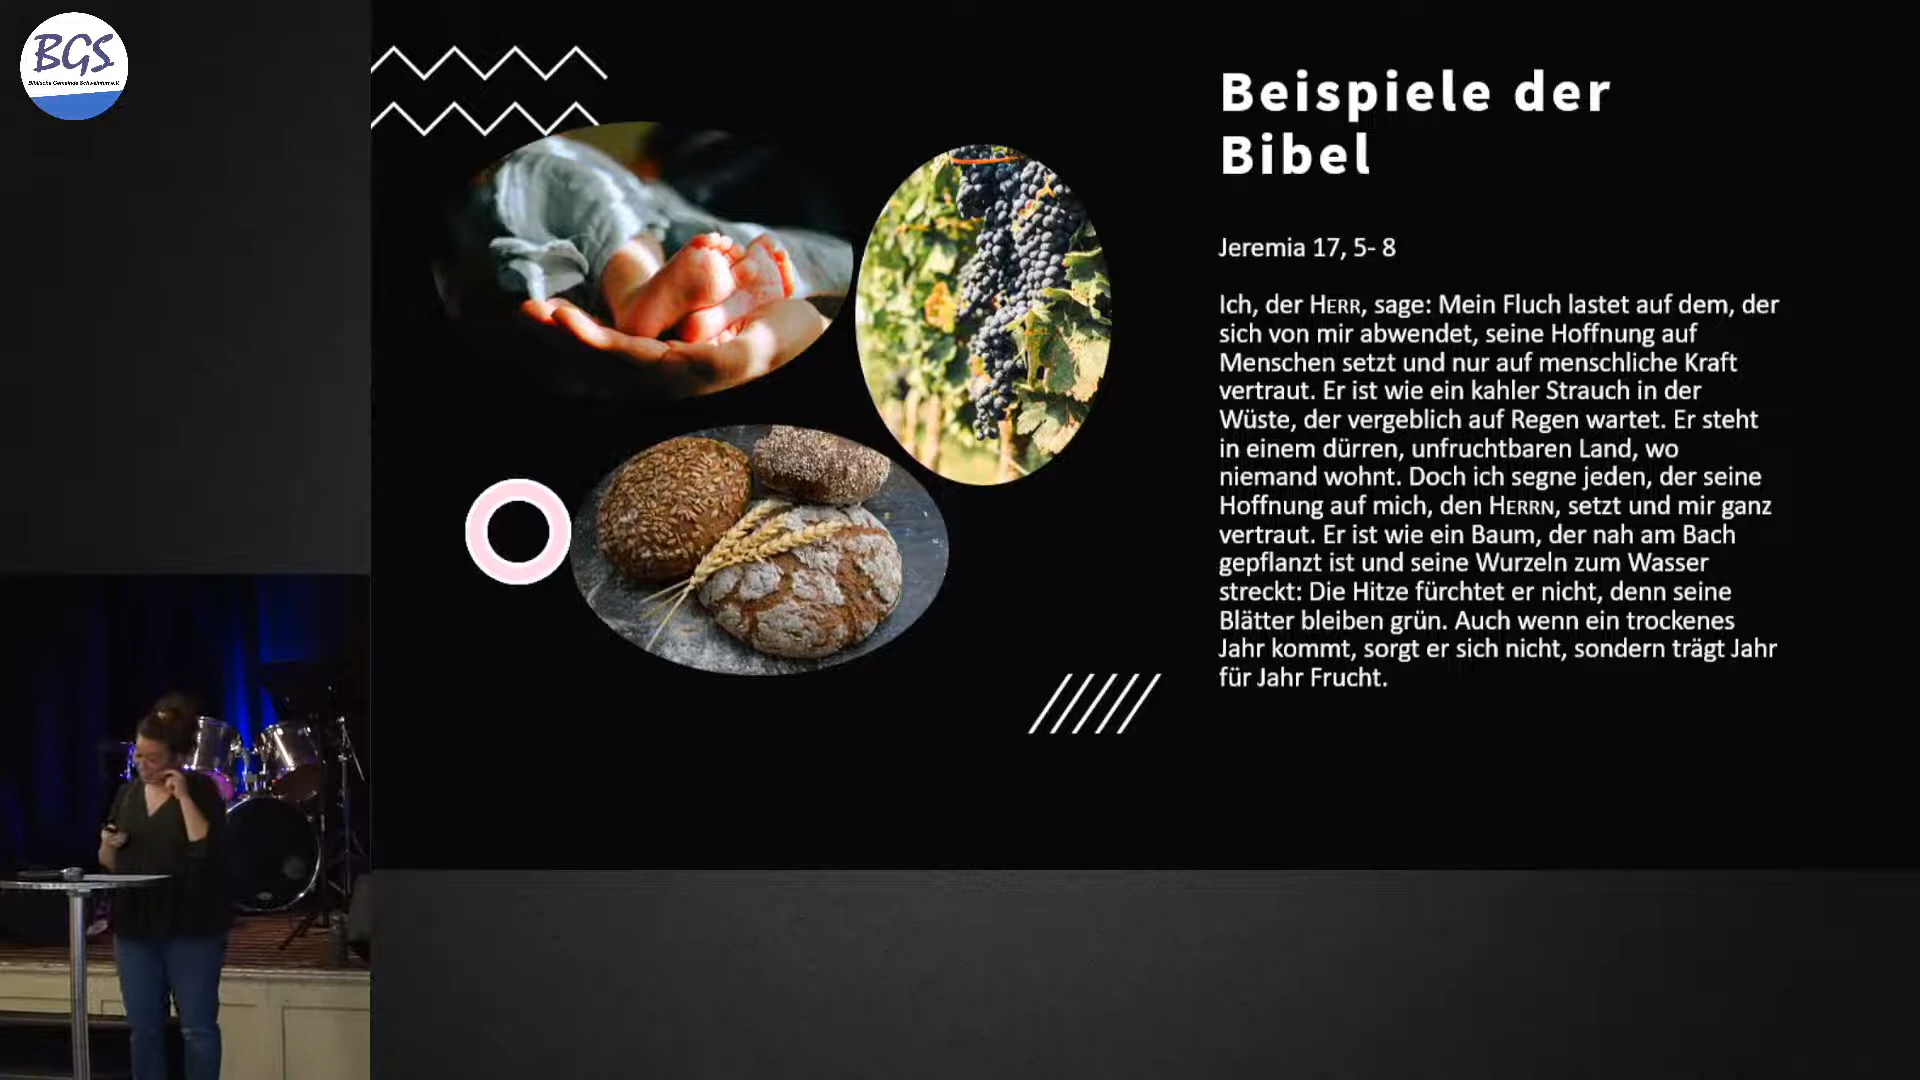 BGS
Biblische Gemeinde Schweinfurt e.V.
Beispiele der
Bibel
Jeremia 17, 5- 8
Ich, der HERR, sage: Mein Fluch lastet auf dem, der
sich von mir abwendet, seine Hoffnung auf
Menschen setzt und nur auf menschliche Kraft
vertraut. Er ist wie ein kahler Strauch in der
Wüste, der vergeblich auf Regen wartet. Er steht
in einem dürren, unfruchtbaren Land, wo
niemand wohnt. Doch ich segne jeden, der seine
Hoffnung auf mich, den HERRN, setzt und mir ganz
vertraut. Er ist wie ein Baum, der nah am Bach
gepflanzt ist und seine Wurzeln zum Wasser
streckt: Die Hitze fürchtet er nicht, denn seine
Blätter bleiben grün. Auch wenn ein trockenes
Jahr kommt, sorgt er sich nicht, sondern trägt Jahr
für Jahr Frucht.